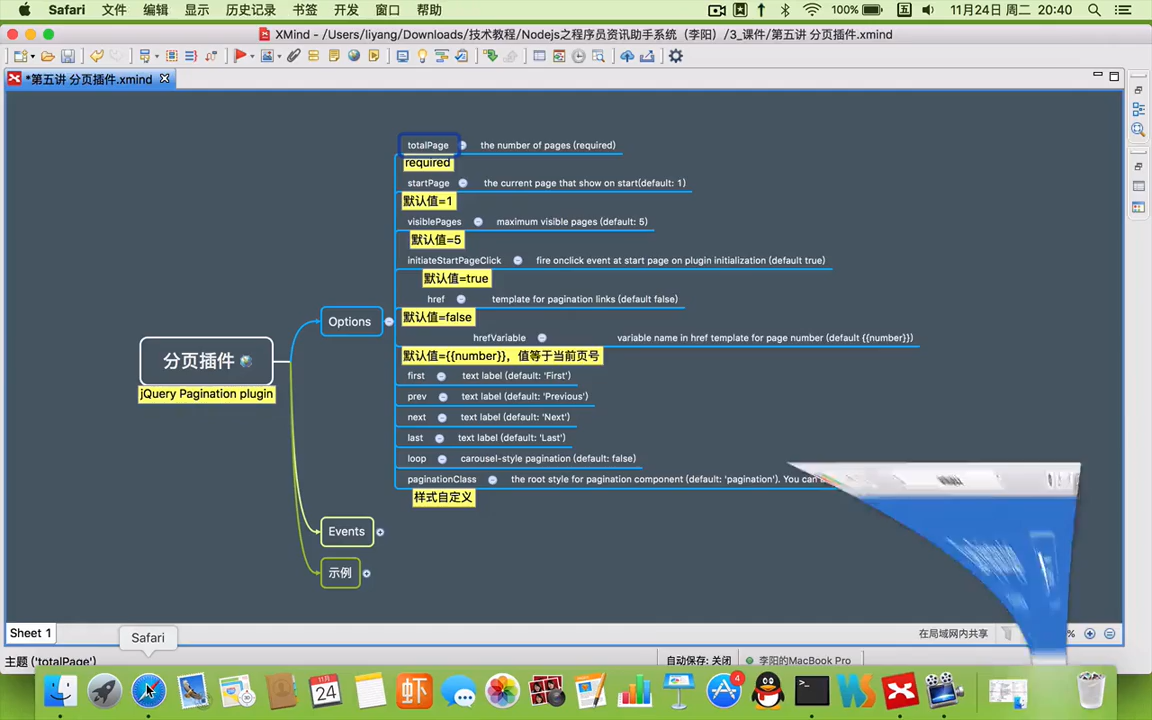 Safari 文件 编辑 显示 历史记录 书签 开发 窗口 帮助 100% 五 11月24日 周二 20:40
XMind - /Users/liyang/Downloads/技术教程/Nodejs之程序员资讯助手系统（李阳）/3_课件/第五讲 分页插件.xmind
*第五讲 分页插件.xmind
totalPage the number of pages (required)
required
startPage the current page that show on start(default: 1)
默认值=1
visiblePages maximum visible pages (default: 5)
默认值=5
initiateStartPageClick fire onclick event at start page on plugin initialization (default true)
默认值=true
href template for pagination links (default false)
Options
默认值=false
hrefVariable variable name in href template for page number (default {{number}})
默认值={{number}}，值等于当前页号
分页插件
jQuery Pagination plugin
first text label (default: 'First')
prev text label (default: 'Previous')
next text label (default: 'Next')
last text label (default: 'Last')
loop carousel-style pagination (default: false)
paginationClass the root style for pagination component (default: 'pagination'). You can
样式自定义
Events
示例
Sheet 1
Safari
在局域网内共享
%
主题 ('totalPage')
自动保存: 关闭
李阳的MacBook Pro
11月
24
30
虾
4
>_
WS